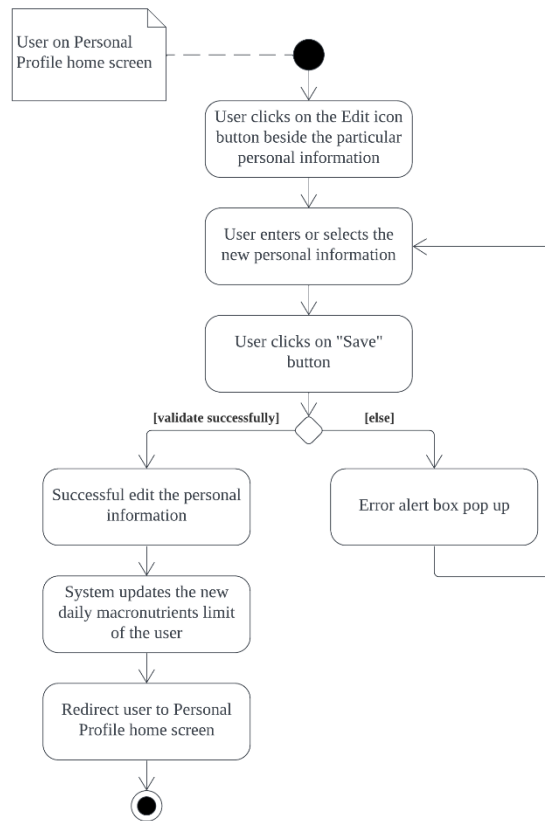 User on Personal
Profile home screen
User clicks on the Edit icon
button beside the particular
personal information
User enters or selects the
new personal information
User clicks on "Save"
button
[validate successfully]
[else]
Successful edit the personal
information
Error alert box pop up
System updates the new
daily macronutrients limit
of the user
Redirect user to Personal
Profile home screen